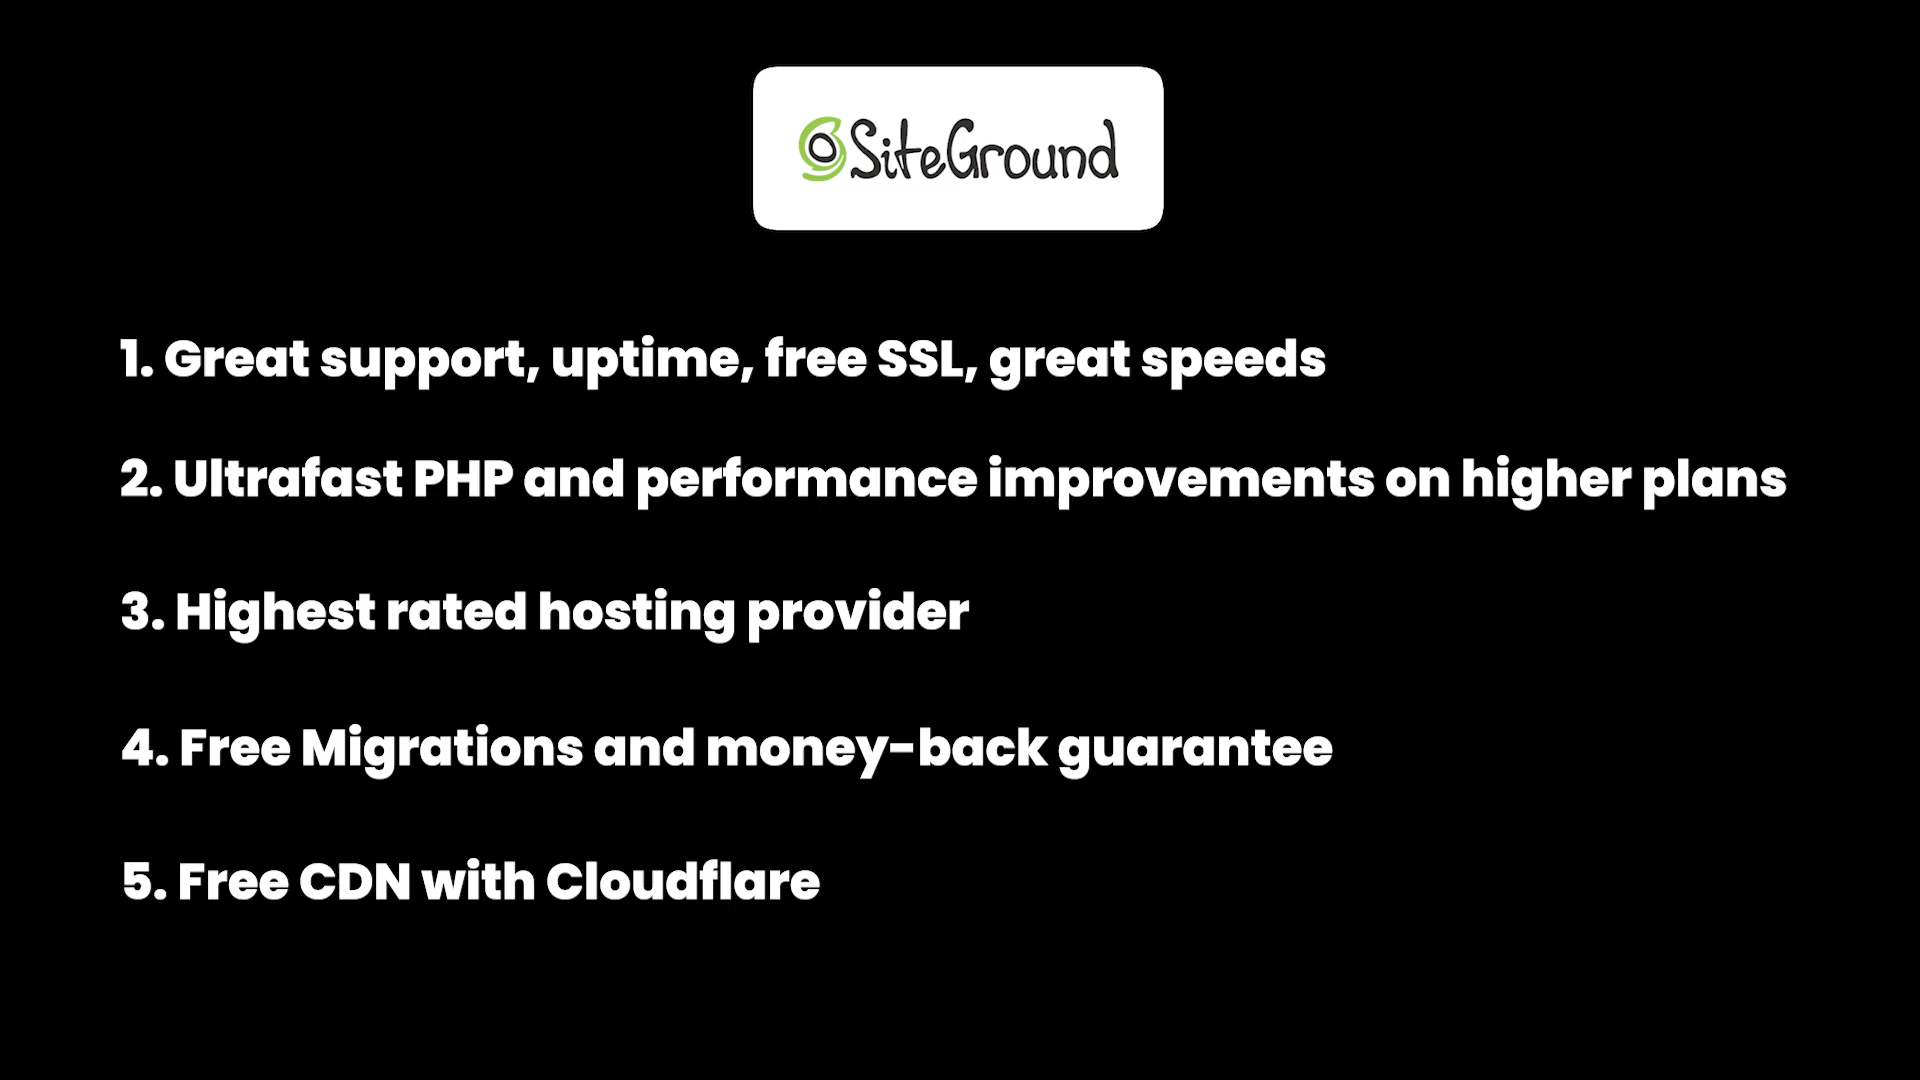 SiteGround
1. Great support, uptime, free SSL, great speeds
2. Ultrafast PHP and performance improvements on higher plans
3. Highest rated hosting provider
4. Free Migrations and money-back guarantee
5. Free CDN with Cloudflare